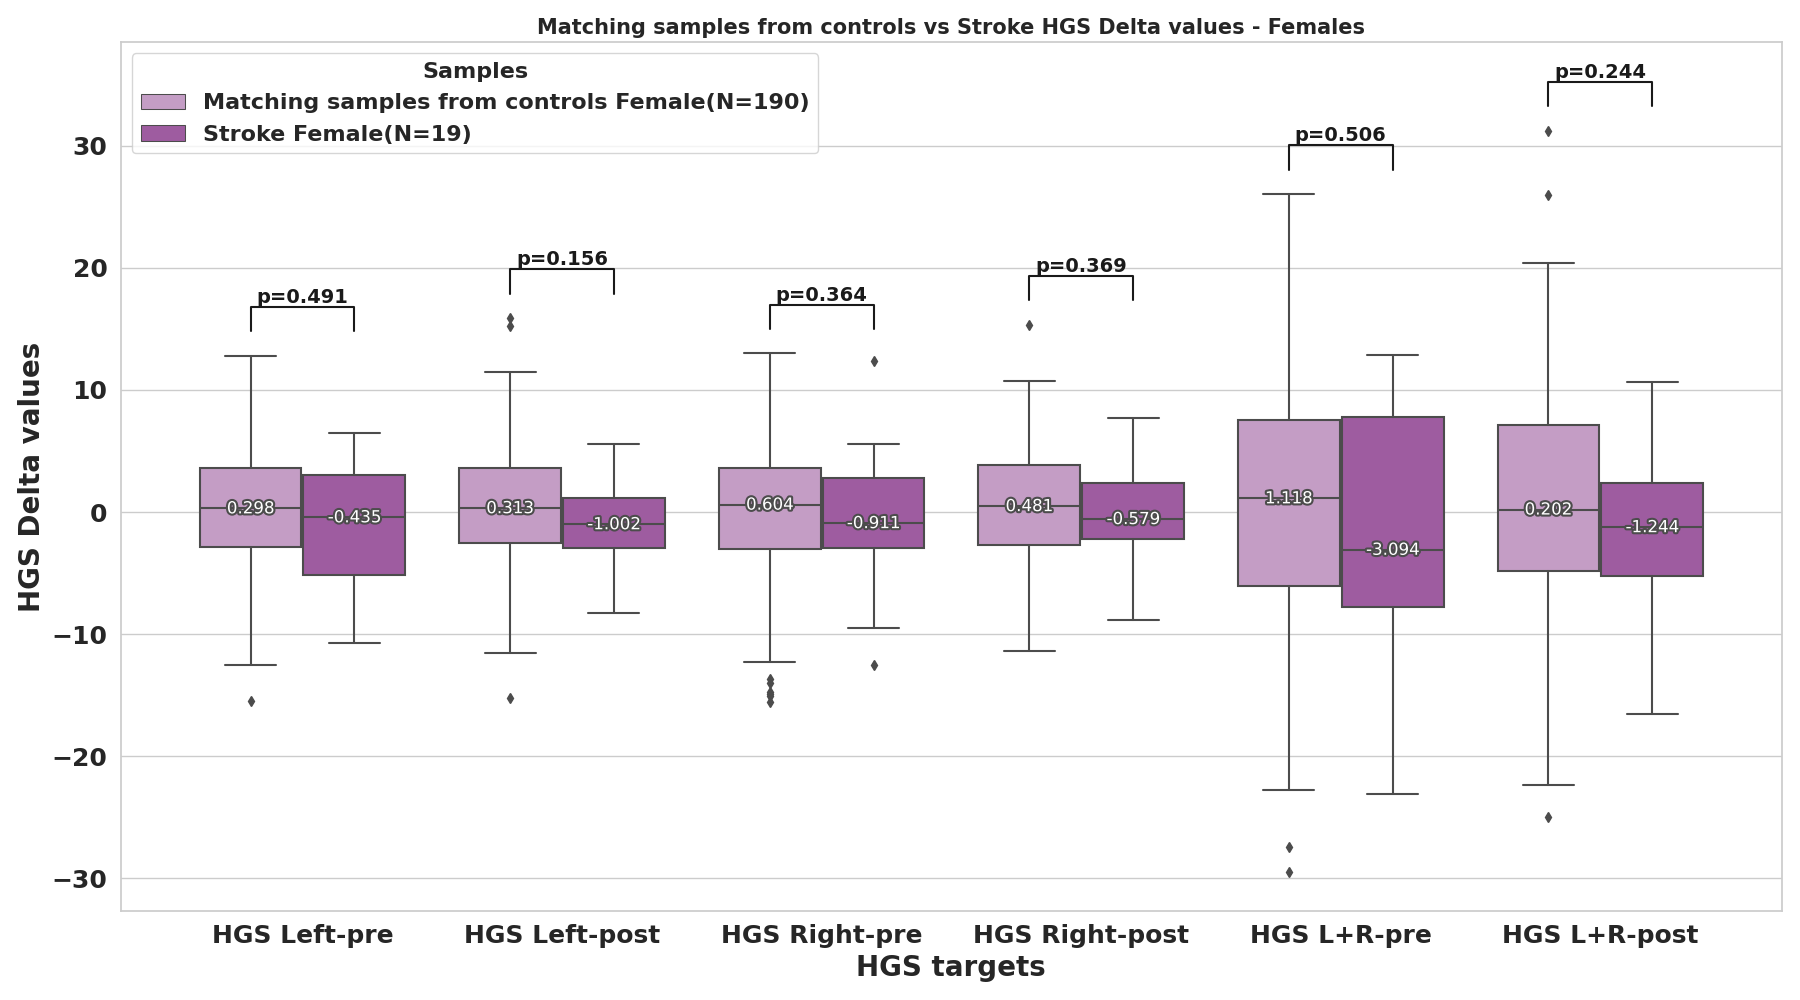 Matching samples from controls vs Stroke HGS Delta values - Females
Samples
Matching samples from controls Female(N=190)
Stroke Female(N=19)
p=0.244
p=0.506
p=0.156
p=0.369
p=0.491
p=0.364
30
20
10
0
−10
−20
−30
HGS Delta values
0.298
-0.435
0.313
-1.002
0.604
-0.911
0.481
-0.579
1.118
-3.094
0.202
-1.244
HGS Left-pre
HGS Left-post
HGS Right-pre
HGS Right-post
HGS L+R-pre
HGS L+R-post
HGS targets